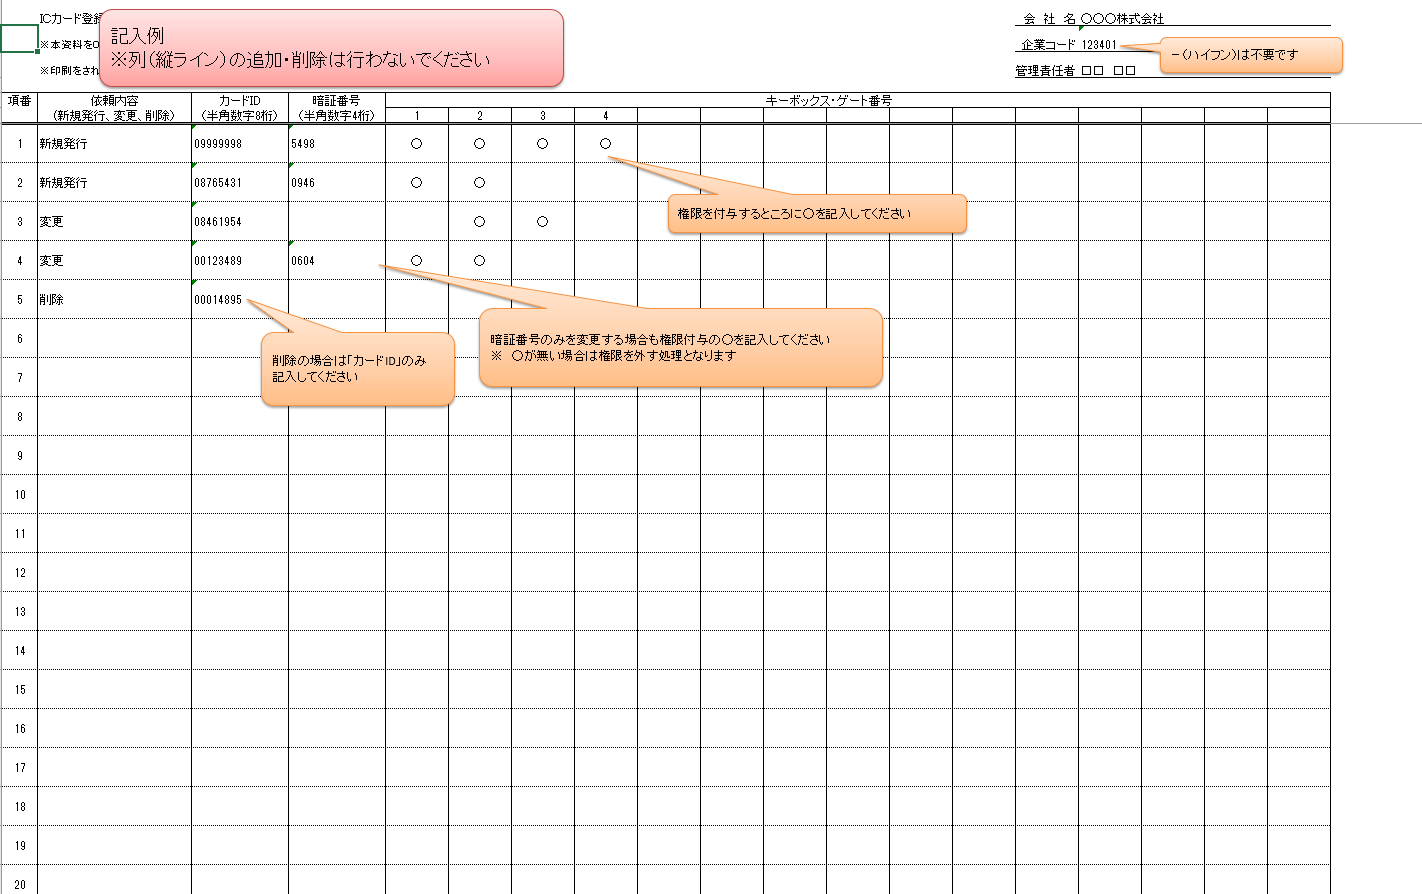 ICカード登録
※本資料を
※印刷をされ
記入例
※列(縦ライン)の追加・削除は行わないでください
会 社 名 〇〇〇株式会社
企業コード 123401
管理責任者 □□ □□
－(ハイフン)は不要です
項番 依頼内容 カードID 暗証番号 キーボックス・ゲート番号
(新規発行、変更、削除) (半角数字8桁) (半角数字4桁) 1 2 3 4
1 新規発行 09999998 5498 〇 〇 〇 〇
2 新規発行 08765431 0946 〇 〇
権限を付与するところに〇を記入してください
3 変更 08461954 〇 〇
4 変更 00123489 0604 〇 〇
5 削除 00014895
暗証番号のみを変更する場合も権限付与の〇を記入してください
※ 〇が無い場合は権限を外す処理となります
削除の場合は「カードID」のみ
記入してください
6
7
8
9
10
11
12
13
14
15
16
17
18
19
20